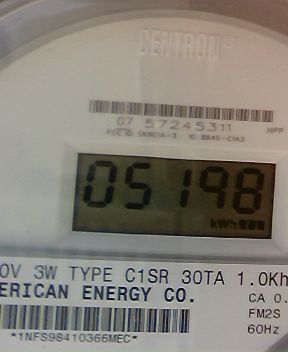 CENTRON®
07 57245311
HPP
05198
kWh
0V 3W TYPE C1SR 30TA 1.0Kh
ERICAN ENERGY CO.
CA 0.
FM2S
60Hz
*1NFS98410366MEC*